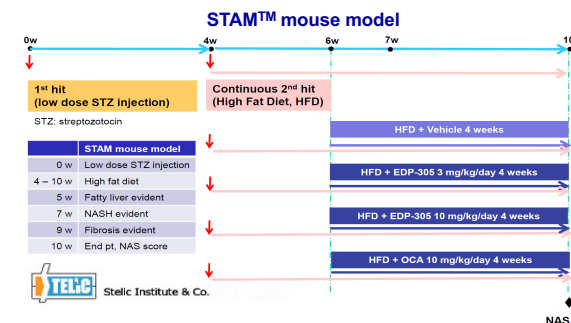 STAM™ mouse model
0w
4w
6w
7w
10
1st hit
(low dose STZ injection)
Continuous 2nd hit
(High Fat Diet, HFD)
STZ: streptozotocin
HFD + Vehicle 4 weeks
STAM mouse model
0 w Low dose STZ injection
4 – 10 w High fat diet
5 w Fatty liver evident
7 w NASH evident
9 w Fibrosis evident
10 w End pt, NAS score
HFD + EDP-305 3 mg/kg/day 4 weeks
HFD + EDP-305 10 mg/kg/day 4 weeks
HFD + OCA 10 mg/kg/day 4 weeks
STELIC
Stelic Institute & Co.
NAS